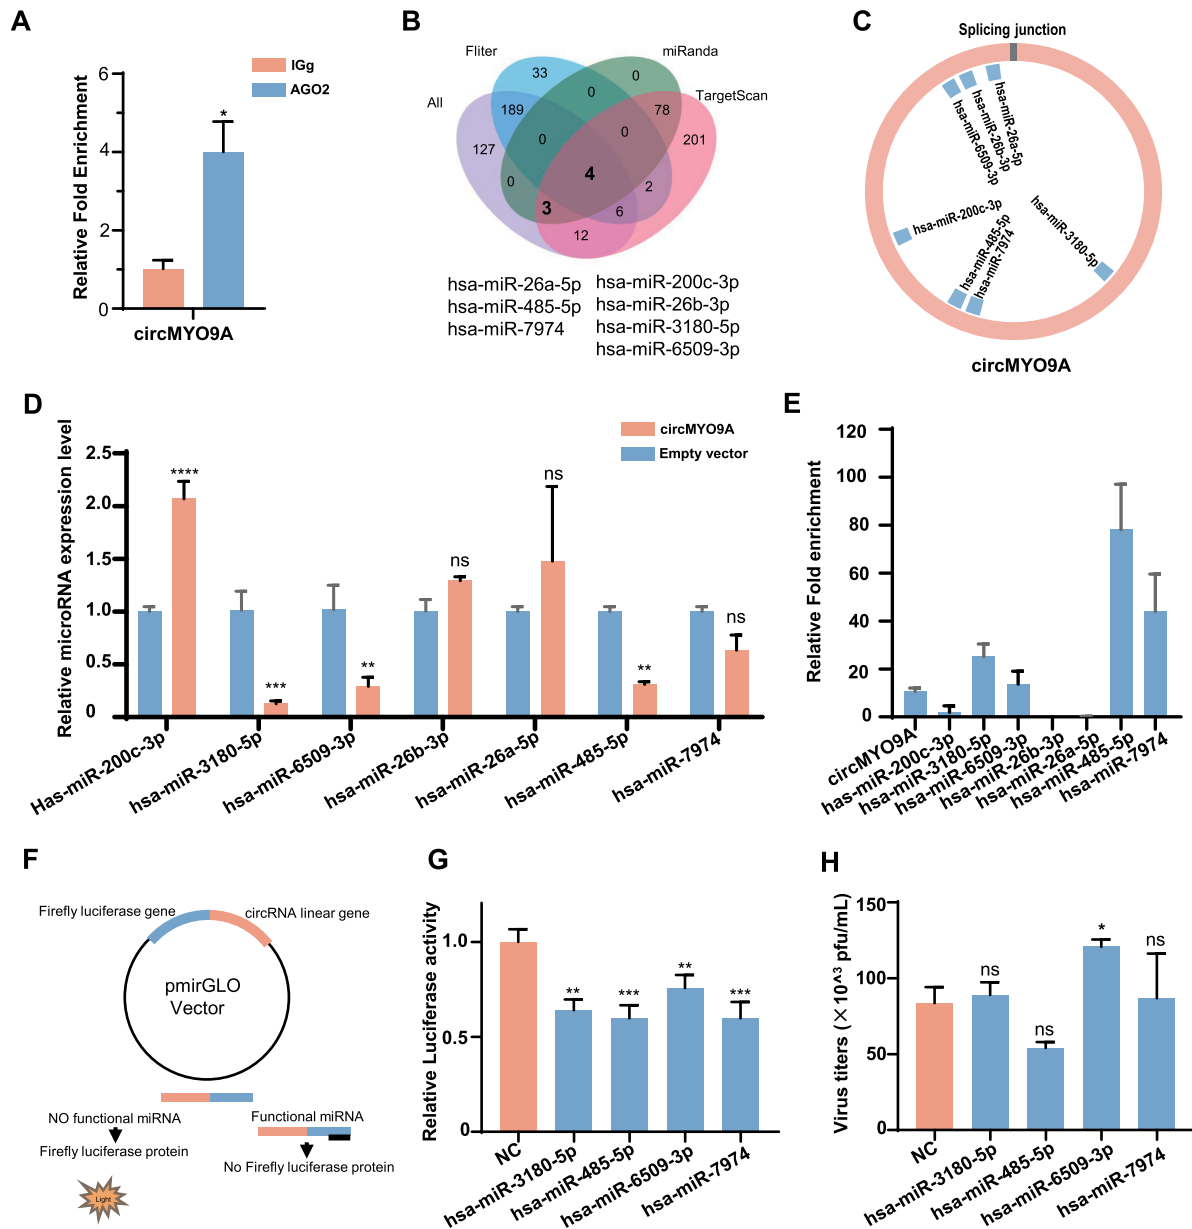 A
IGg
AGO2
Relative Fold Enrichment
6
4
2
0
*
circMYO9A
B
Fliter
miRanda
All
TargetScan
33
0
189
0
78
127
0
0
201
0
4
2
3
6
12
hsa-miR-26a-5p
hsa-miR-485-5p
hsa-miR-7974
hsa-miR-200c-3p
hsa-miR-26b-3p
hsa-miR-3180-5p
hsa-miR-6509-3p
C
Splicing junction
hsa-miR-26a-5p
hsa-miR-26b-3p
hsa-miR-6509-3p
hsa-miR-200c-3p
hsa-miR-485-5p
hsa-miR-7974
hsa-miR-3180-5p
circMYO9A
D
circMYO9A
Empty vector
Relative microRNA expression level
2.5
2.0
1.5
1.0
0.5
0
****
***
**
ns
ns
**
ns
Has-miR-200c-3p
hsa-miR-3180-5p
hsa-miR-6509-3p
hsa-miR-26b-3p
hsa-miR-26a-5p
hsa-miR-485-5p
hsa-miR-7974
E
Relative Fold enrichment
120
100
80
60
40
20
0
circMYO9A
has-miR-200c-3p
hsa-miR-3180-5p
hsa-miR-6509-3p
hsa-miR-26b-3p
hsa-miR-26a-5p
hsa-miR-485-5p
hsa-miR-7974
F
Firefly luciferase gene
circRNA linear gene
pmirGLO
Vector
NO functional miRNA
Firefly luciferase protein
Light
Functional miRNA
No Firefly luciferase protein
G
Relative Luciferase activity
1.0
0.5
0
**
***
**
***
NC
hsa-miR-3180-5p
hsa-miR-485-5p
hsa-miR-6509-3p
hsa-miR-7974
H
Virus titers (×10^3 pfu/mL)
150
100
50
0
ns
ns
*
ns
NC
hsa-miR-3180-5p
hsa-miR-485-5p
hsa-miR-6509-3p
hsa-miR-7974